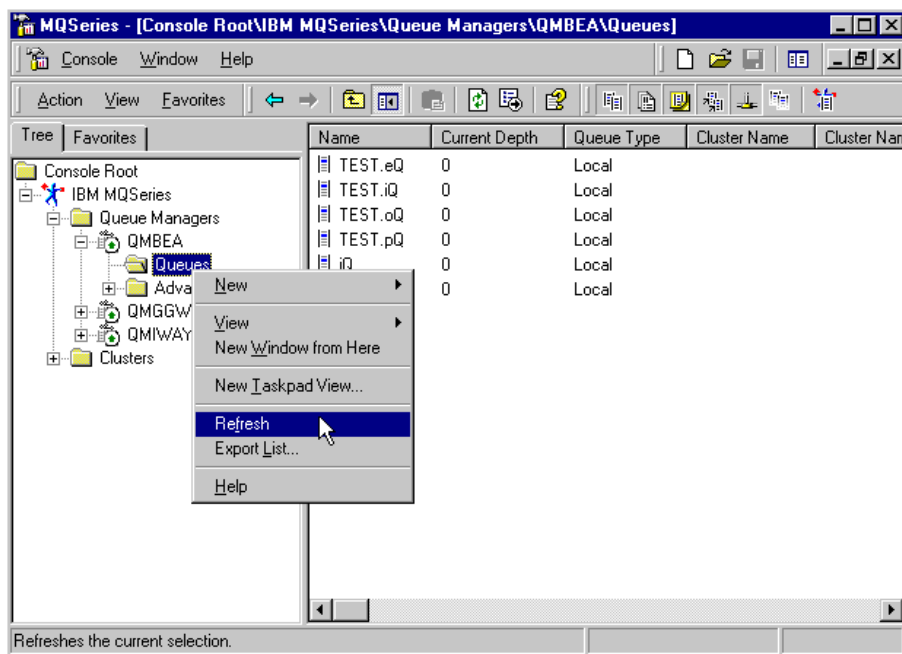 MQSeries - [Console Root\IBM MQSeries\Queue Managers\QMBEA\Queues]
Console Window Help
Action View Favorites
Tree Favorites
Name Current Depth Queue Type Cluster Name Cluster Nar
Console Root
IBM MQSeries
Queue Managers
QMBEA
Queues
Adva
QMGGW
QMIWAY
Clusters
TEST.eQ 0 Local
TEST.iQ 0 Local
TEST.oQ 0 Local
TEST.pQ 0 Local
iQ 0 Local
0 Local
New
View
New Window from Here
New Taskpad View...
Refresh
Export List...
Help
Refreshes the current selection.